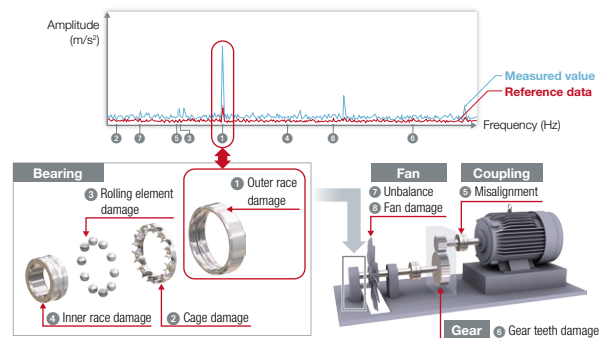 Amplitude
(m/s²)
Measured value
Reference data
Frequency (Hz)
2 7 5 3 1 4 8 6
Bearing
3 Rolling element
damage
1 Outer race
damage
4 Inner race damage
2 Cage damage
Fan
7 Unbalance
8 Fan damage
Coupling
5 Misalignment
Gear
6 Gear teeth damage